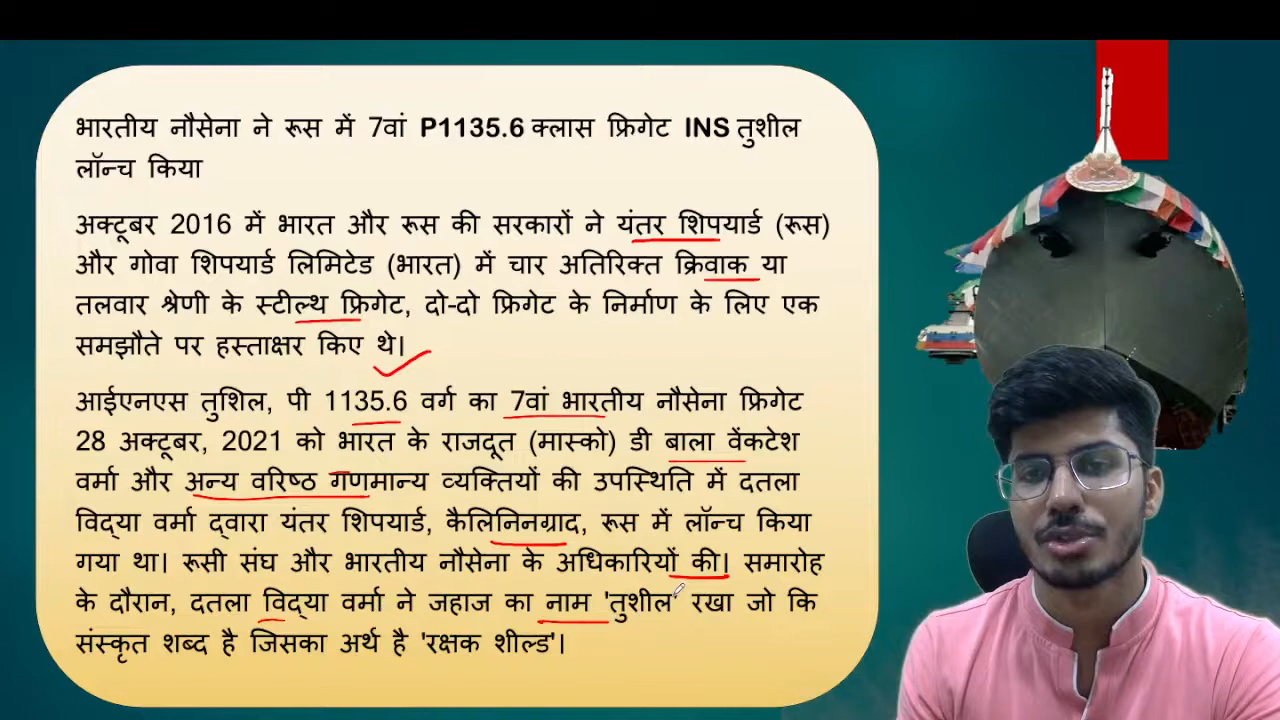 भारतीय नौसेना ने रूस में 7वां P1135.6 क्लास फ्रिगेट INS तुशील
लॉन्च किया
अक्टूबर 2016 में भारत और रूस की सरकारों ने यंतर शिपयार्ड (रूस)
और गोवा शिपयार्ड लिमिटेड (भारत) में चार अतिरिक्त क्रिवाक या
तलवार श्रेणी के स्टील्थ फ्रिगेट, दो-दो फ्रिगेट के निर्माण के लिए एक
समझौते पर हस्ताक्षर किए थे।
आईएनएस तुशिल, पी 1135.6 वर्ग का 7वां भारतीय नौसेना फ्रिगेट
28 अक्टूबर, 2021 को भारत के राजदूत (मास्को) डी बाला वेंकटेश
वर्मा और अन्य वरिष्ठ गणमान्य व्यक्तियों की उपस्थिति में दतला
विद्या वर्मा द्वारा यंतर शिपयार्ड, कैलिनिनग्राद, रूस में लॉन्च किया
गया था। रूसी संघ और भारतीय नौसेना के अधिकारियों की। समारोह
के दौरान, दतला विद्या वर्मा ने जहाज का नाम 'तुशील' रखा जो कि
संस्कृत शब्द है जिसका अर्थ है 'रक्षक शील्ड'।